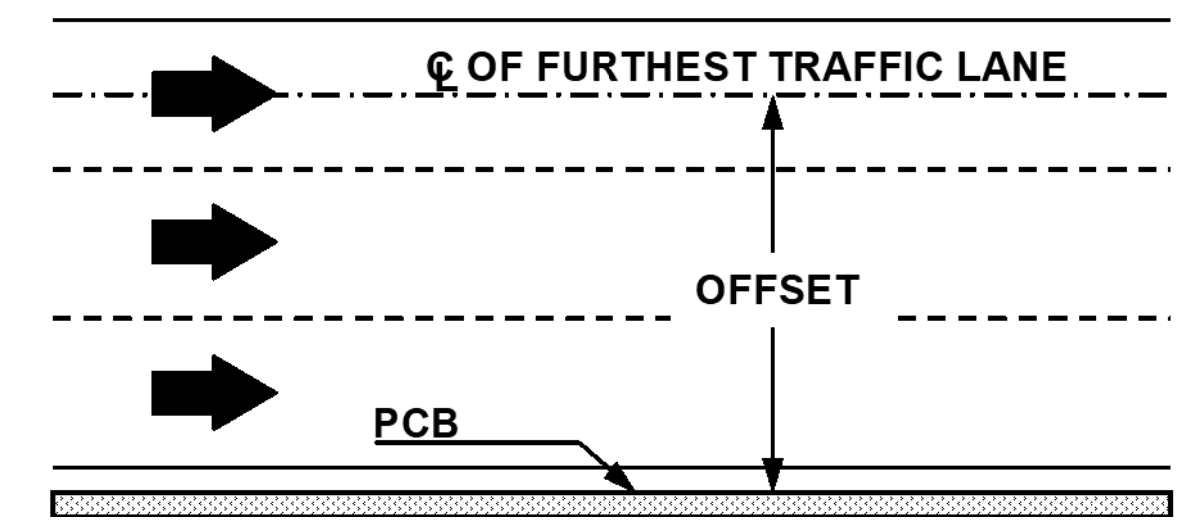 ℄ OF FURTHEST TRAFFIC LANE
OFFSET
PCB